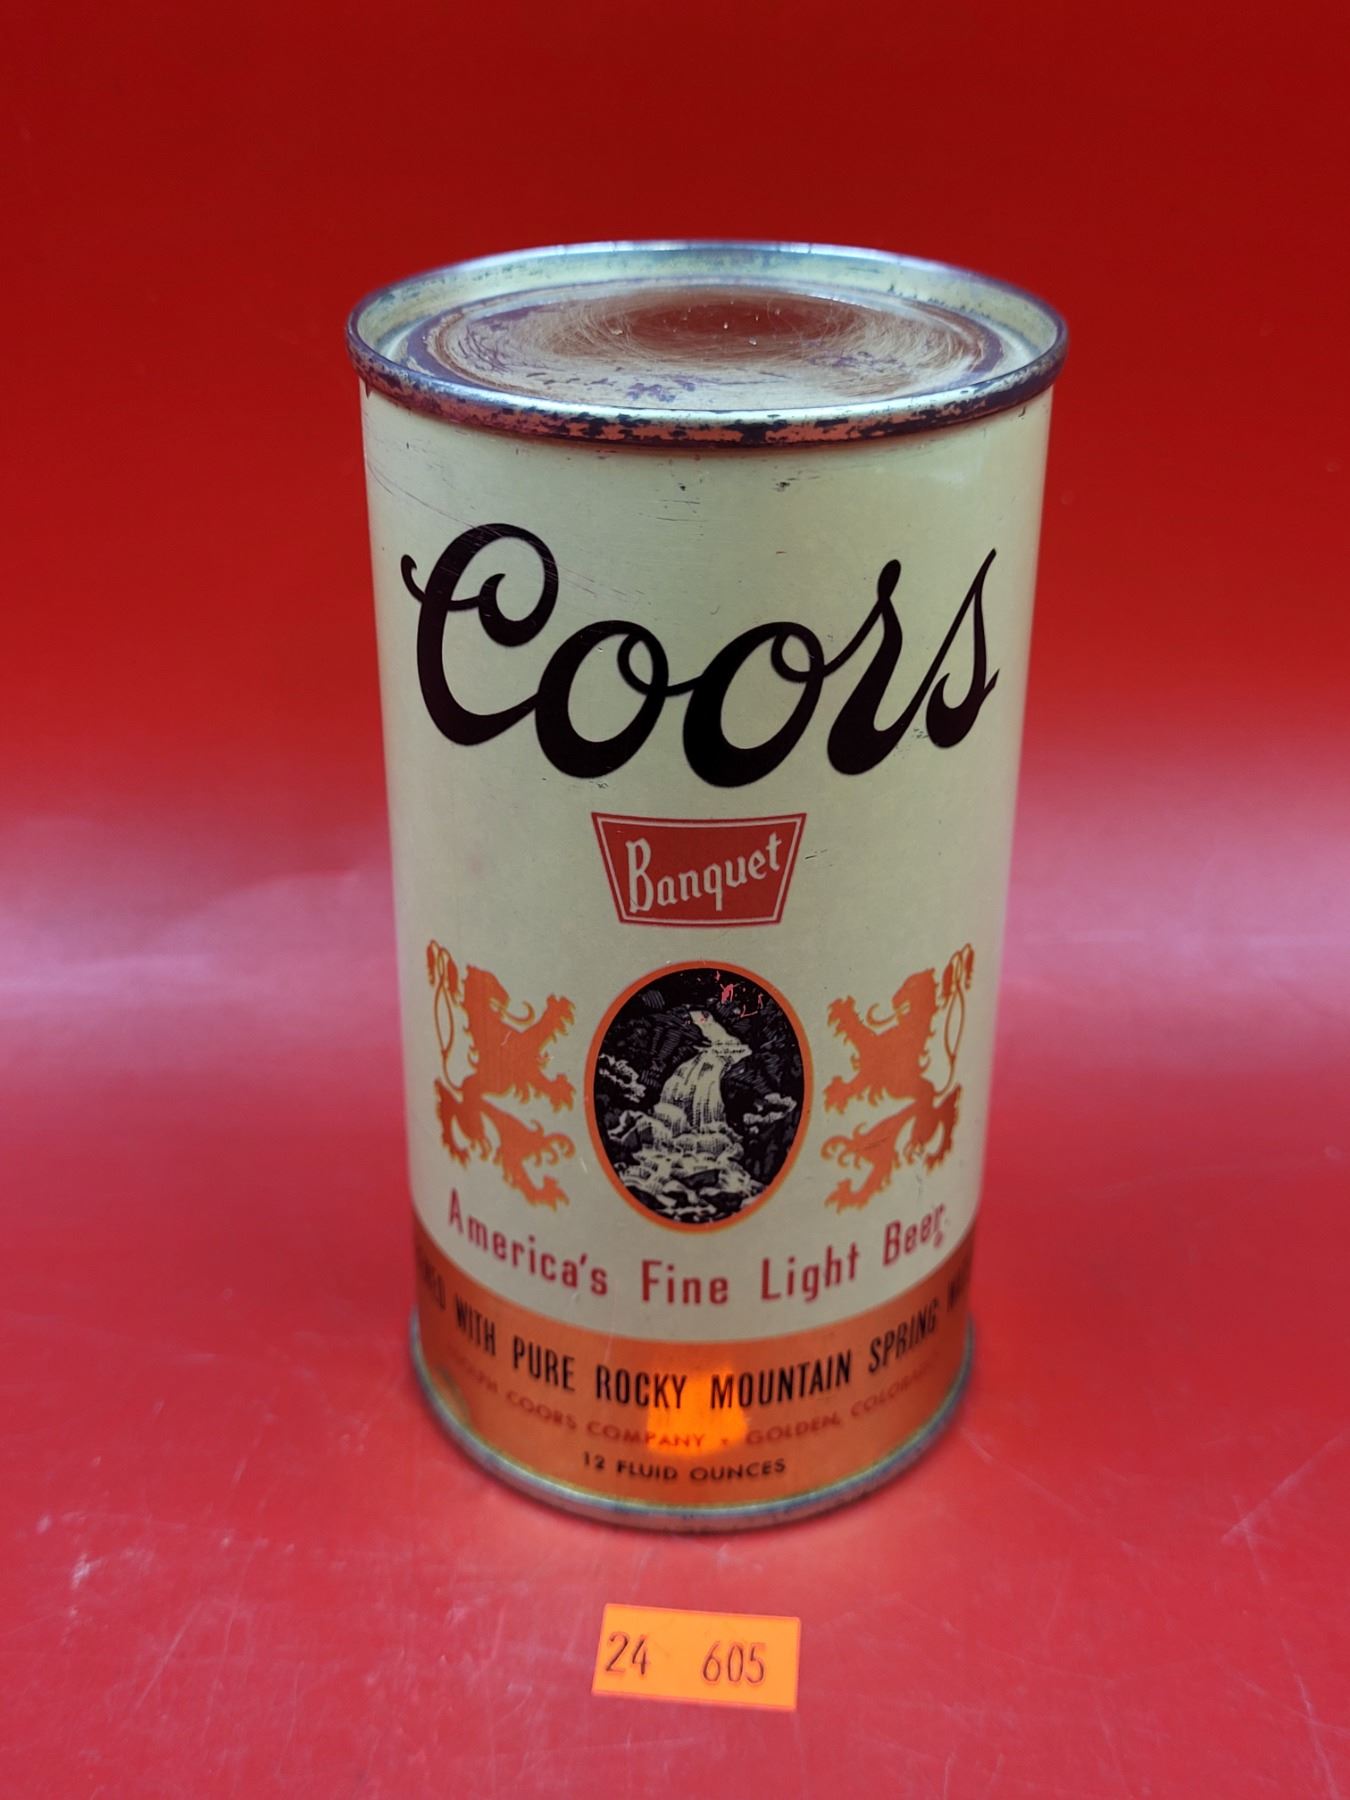 Coors
Banquet
America's Fine Light Beer
WITH PURE ROCKY MOUNTAIN SPRING
COORS COMPANY • GOLDEN,
12 FLUID OUNCES
24 605